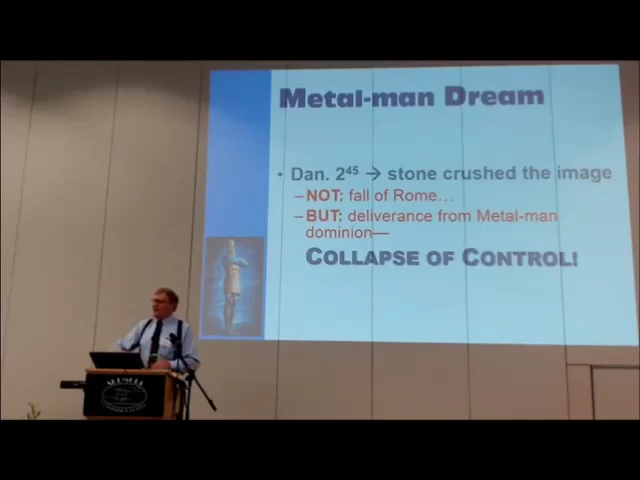 Metal-man Dream
• Dan. 2⁴⁵ → stone crushed the image
–NOT: fall of Rome…
–BUT: deliverance from Metal-man
dominion—
COLLAPSE OF CONTROL!